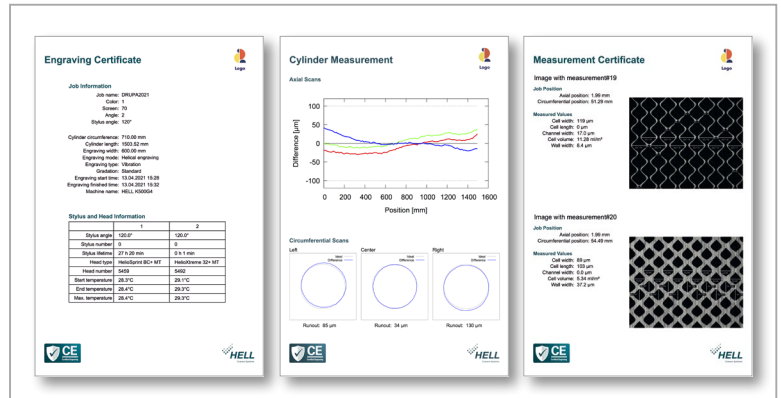 Engraving Certificate
Logo
Job Information
Job name: DRUPA2021
Color: 1
Screen: 70
Angle: 2
Stylus angle: 120°
Cylinder circumference: 710.00 mm
Cylinder length: 1503.52 mm
Engraving width: 600.00 mm
Engraving mode: Helical engraving
Engraving type: Vibration
Gradation: Standard
Engraving start time: 13.04.2021 15:28
Engraving finished time: 13.04.2021 15:32
Machine name: HELL K500G4
Stylus and Head Information
1 2
Stylus angle 120.0° 120.0°
Stylus number 0 0
Stylus lifetime 27 h 20 min 0 h 1 min
Head type HelioSprint BC+ MT HelioXtreme 32+ MT
Head number 5459 5492
Start temperature 28.3°C 29.1°C
End temperature 28.4°C 29.3°C
Max. temperature 28.4°C 29.3°C
CE
HELL
Cylinder Measurement
Logo
Axial Scans
Difference [µm]
100
50
0
-50
-100
0 200 400 600 800 1000 1200 1400 1600
Position [mm]
Circumferential Scans
Left Center Right
Ideal Ideal Ideal
Difference Difference Difference
Runout: 85 µm Runout: 34 µm Runout: 130 µm
CE
HELL
Measurement Certificate
Logo
Image with measurement#19
Job Position
Axial position: 1.99 mm
Circumferential position: 51.28 mm
Measured Values
Cell width: 119 µm
Cell length: 0 µm
Channel width: 17.0 µm
Cell volume: 11.28 ml/m²
Wall width: 6.4 µm
Image with measurement#20
Job Position
Axial position: 1.99 mm
Circumferential position: 54.49 mm
Measured Values
Cell width: 89 µm
Cell length: 103 µm
Channel width: 0.0 µm
Cell volume: 5.34 ml/m²
Wall width: 37.2 µm
CE
HELL